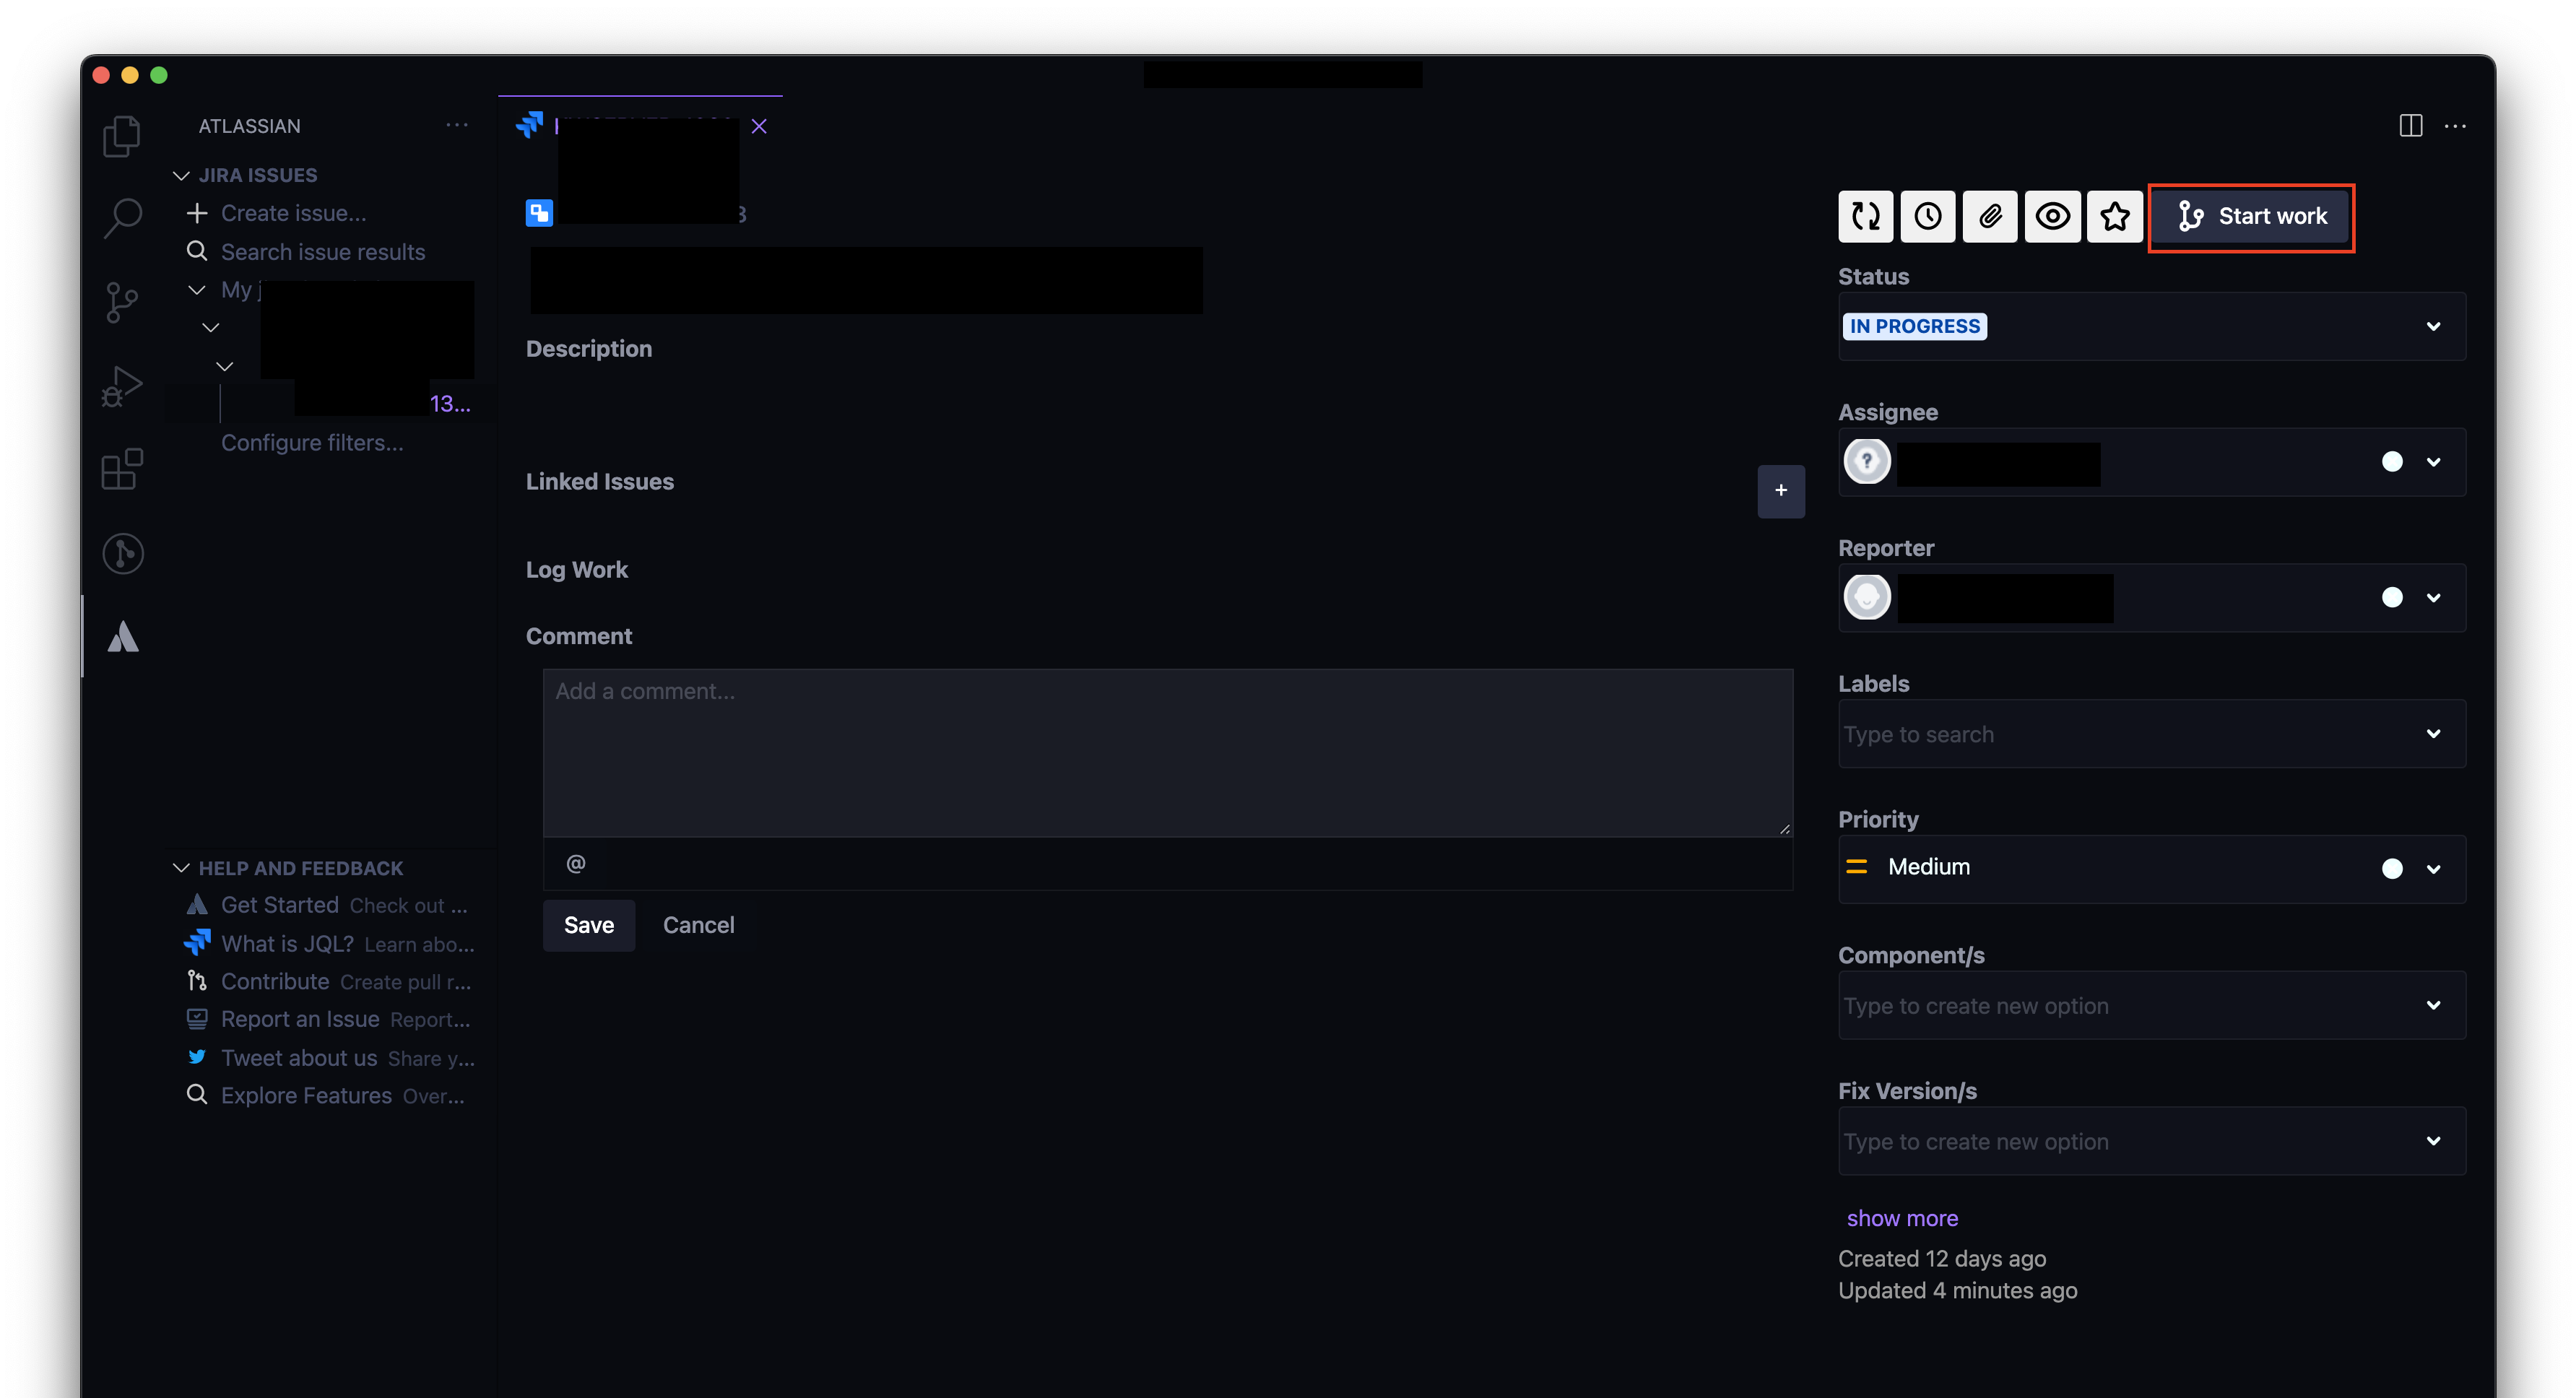 ATLASSIAN
JIRA ISSUES
Create issue...
Search issue results
My
13...
Configure filters...
HELP AND FEEDBACK
Get Started Check out ...
What is JQL? Learn abo...
Contribute Create pull r...
Report an Issue Report...
Tweet about us Share y...
Explore Features Over...
Description
Linked Issues
+
Log Work
Comment
Add a comment...
@
Save
Cancel
Start work
Status
IN PROGRESS
Assignee
Reporter
Labels
Type to search
Priority
Medium
Component/s
Type to create new option
Fix Version/s
Type to create new option
show more
Created 12 days ago
Updated 4 minutes ago